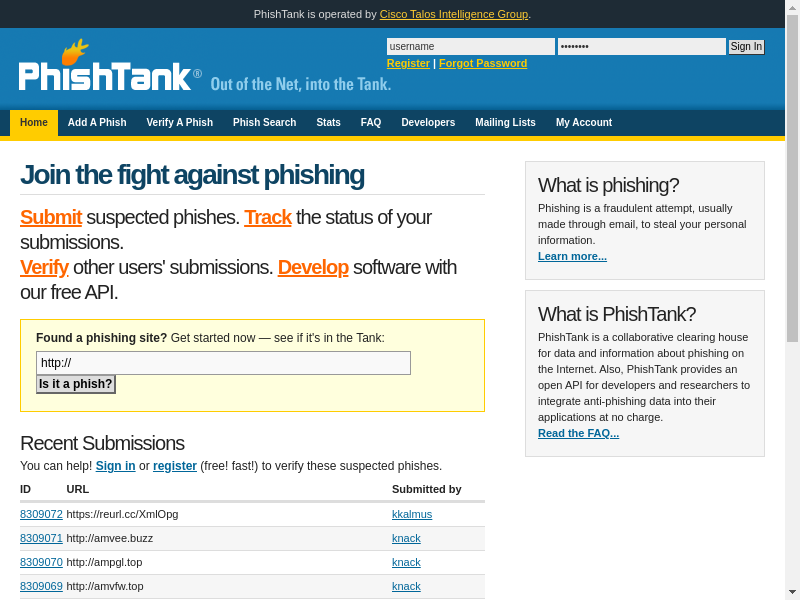 PhishTank is operated by Cisco Talos Intelligence Group.
username
••••••••
Sign In
Register | Forgot Password
PhishTank® Out of the Net, into the Tank.
Home Add A Phish Verify A Phish Phish Search Stats FAQ Developers Mailing Lists My Account
Join the fight against phishing
Submit suspected phishes. Track the status of your
submissions.
Verify other users' submissions. Develop software with
our free API.
Found a phishing site? Get started now — see if it's in the Tank:
http://
Is it a phish?
Recent Submissions
You can help! Sign in or register (free! fast!) to verify these suspected phishes.
ID URL Submitted by
8309072 https://reurl.cc/XmlOpg kkalmus
8309071 http://amvee.buzz knack
8309070 http://ampgl.top knack
8309069 http://amvfw.top knack
What is phishing?
Phishing is a fraudulent attempt, usually
made through email, to steal your personal
information.
Learn more...
What is PhishTank?
PhishTank is a collaborative clearing house
for data and information about phishing on
the Internet. Also, PhishTank provides an
open API for developers and researchers to
integrate anti-phishing data into their
applications at no charge.
Read the FAQ...